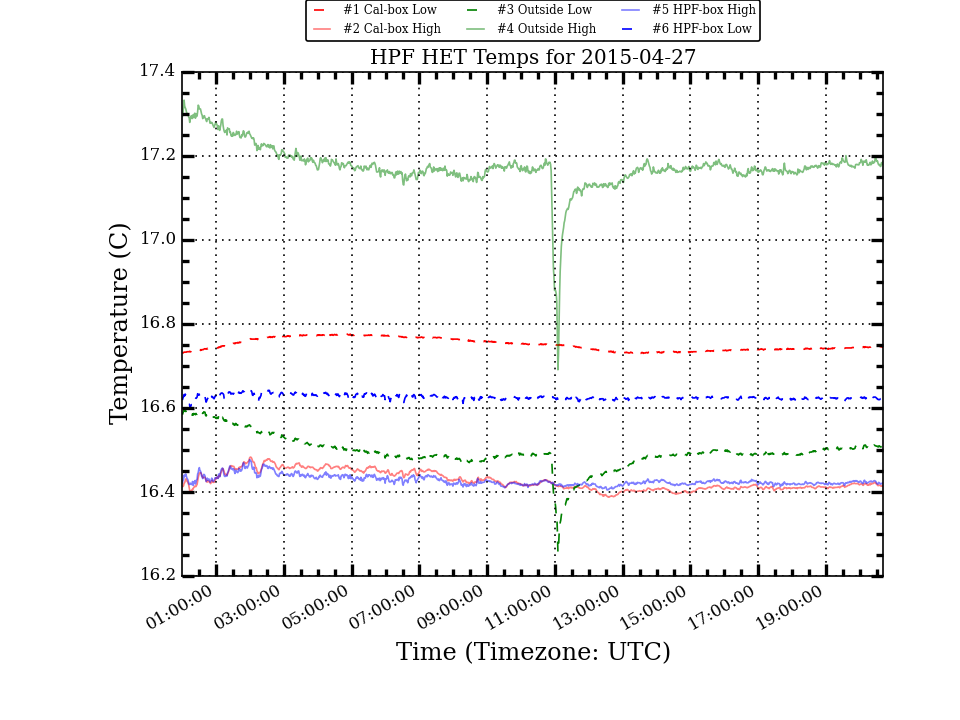 #1 Cal-box Low #3 Outside Low #5 HPF-box High
#2 Cal-box High #4 Outside High #6 HPF-box Low
HPF HET Temps for 2015-04-27
17.4
17.2
17.0
16.8
16.6
16.4
16.2
Temperature (C)
01:00:00 03:00:00 05:00:00 07:00:00 09:00:00 11:00:00 13:00:00 15:00:00 17:00:00 19:00:00
Time (Timezone: UTC)